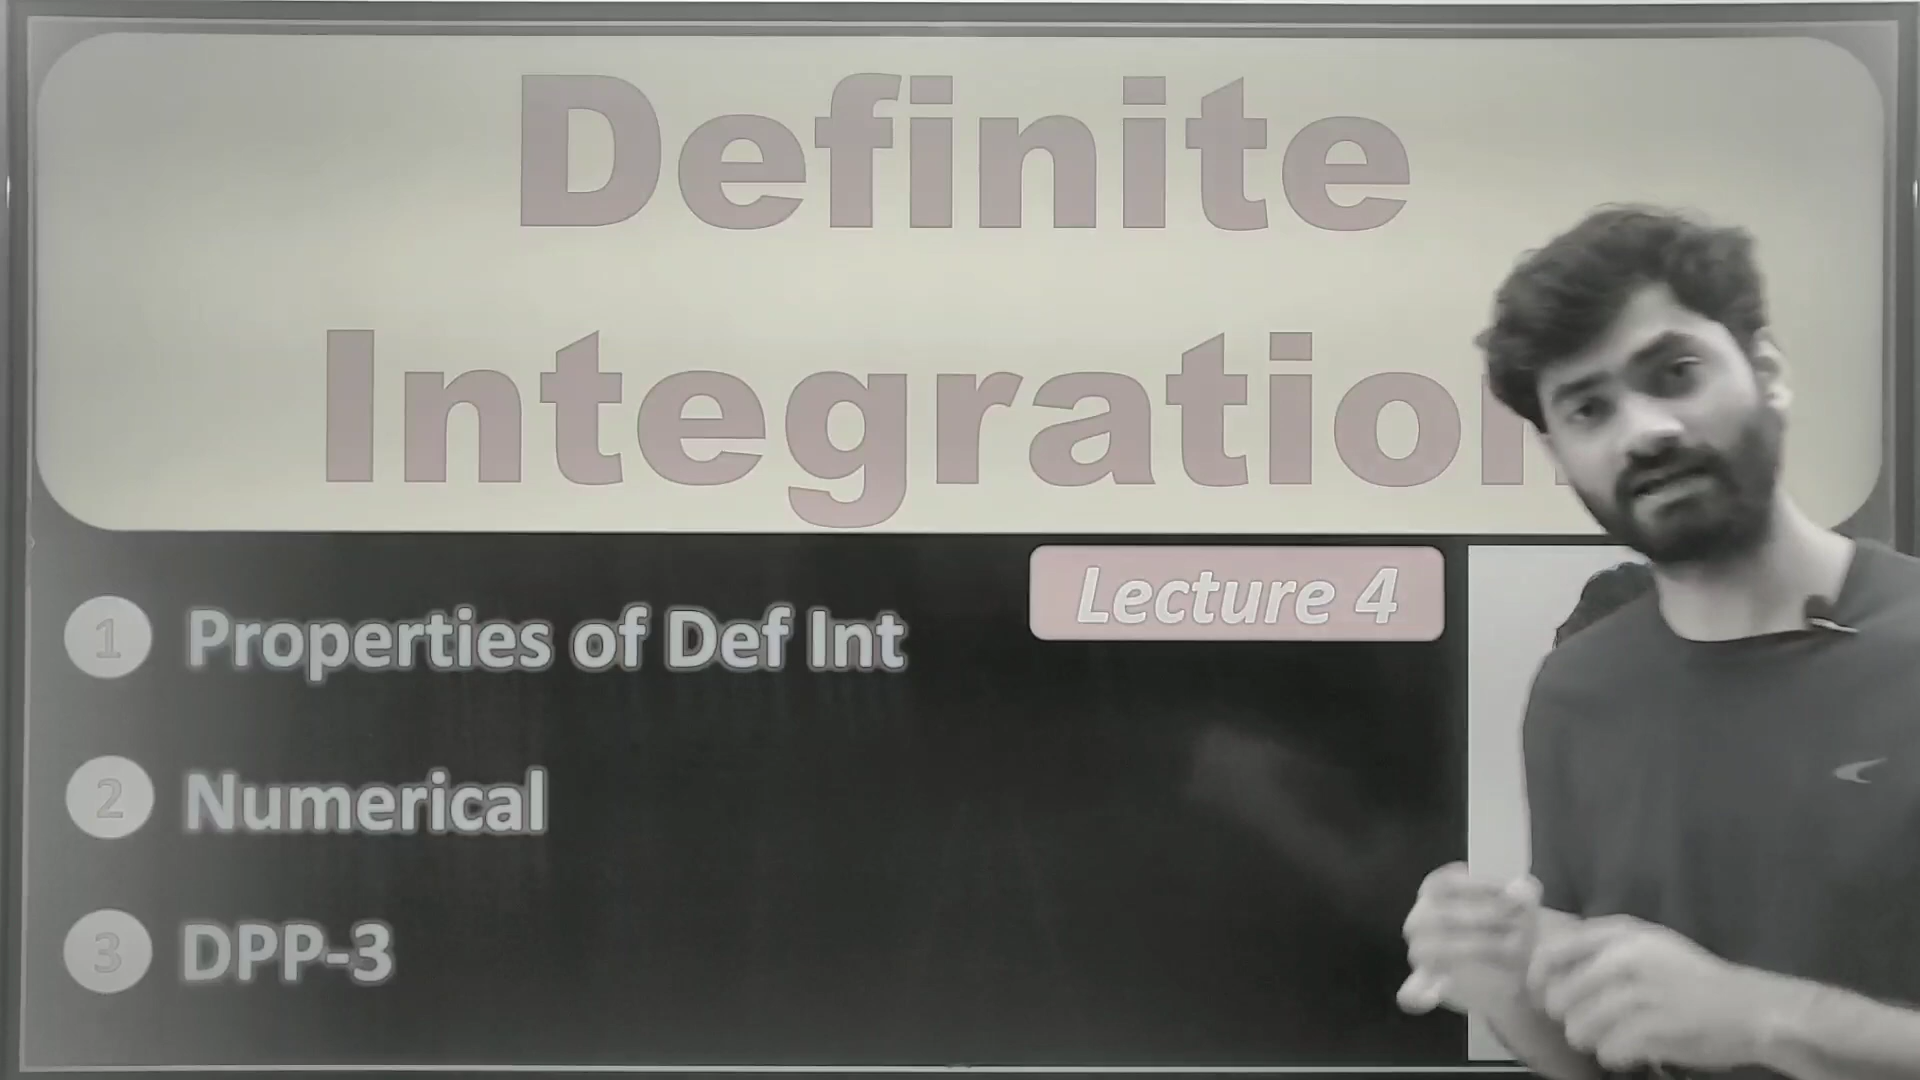 Definite
Integration
Lecture 4
1 Properties of Def Int
2 Numerical
3 DPP-3